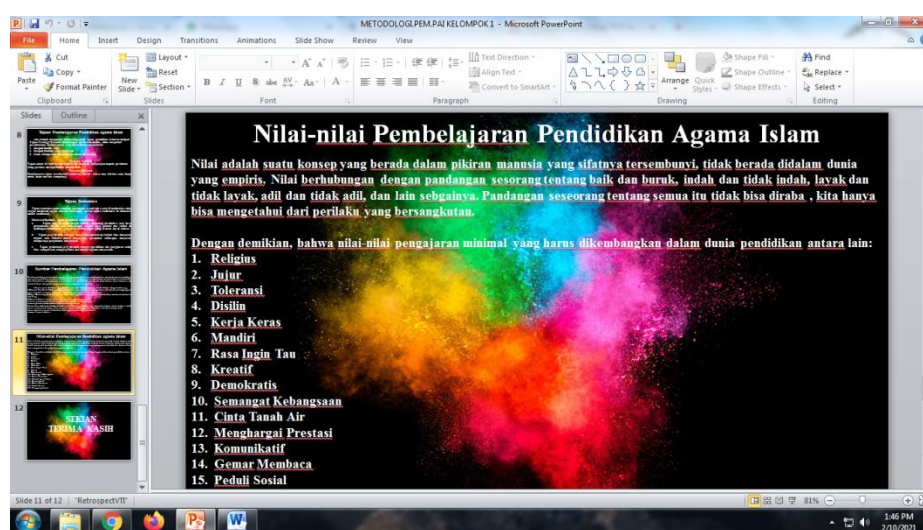 METODOLOGI.PEM.PAI KELOMPOK 1 - Microsoft PowerPoint
File Home Insert Design Transitions Animations Slide Show Review View
Cut
Copy
Format Painter
Paste
Clipboard
New Slide
Layout
Reset
Section
Slides
Font
Text Direction
Align Text
Convert to SmartArt
Paragraph
Arrange
Quick Styles
Shape Fill
Shape Outline
Shape Effects
Drawing
Find
Replace
Select
Editing
Slides Outline
8
9
10
11
12
SEKIAN
TERIMA KASIH
Nilai-nilai Pembelajaran Pendidikan Agama Islam
Nilai adalah suatu konsep yang berada dalam pikiran manusia yang sifatnya tersembunyi, tidak berada didalam dunia
yang empiris. Nilai berhubungan dengan pandangan sesorang tentang baik dan buruk, indah dan tidak indah, layak dan
tidak layak, adil dan tidak adil, dan lain sebgainya. Pandangan seseorang tentang semua itu tidak bisa diraba , kita hanya
bisa mengetahui dari perilaku yang bersangkutan.
Dengan demikian, bahwa nilai-nilai pengajaran minimal yang harus dikembangkan dalam dunia pendidikan antara lain:
1. Religius
2. Jujur
3. Toleransi
4. Disilin
5. Kerja Keras
6. Mandiri
7. Rasa Ingin Tau
8. Kreatif
9. Demokratis
10. Semangat Kebangsaan
11. Cinta Tanah Air
12. Menghargai Prestasi
13. Komunikatif
14. Gemar Membaca
15. Peduli Sosial
Slide 11 of 12 "RetrospectVTI"
81%
1:46 PM
2/10/2021